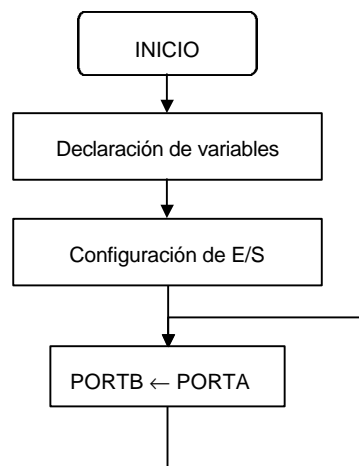 INICIO
Declaración de variables
Configuración de E/S
PORTB ← PORTA